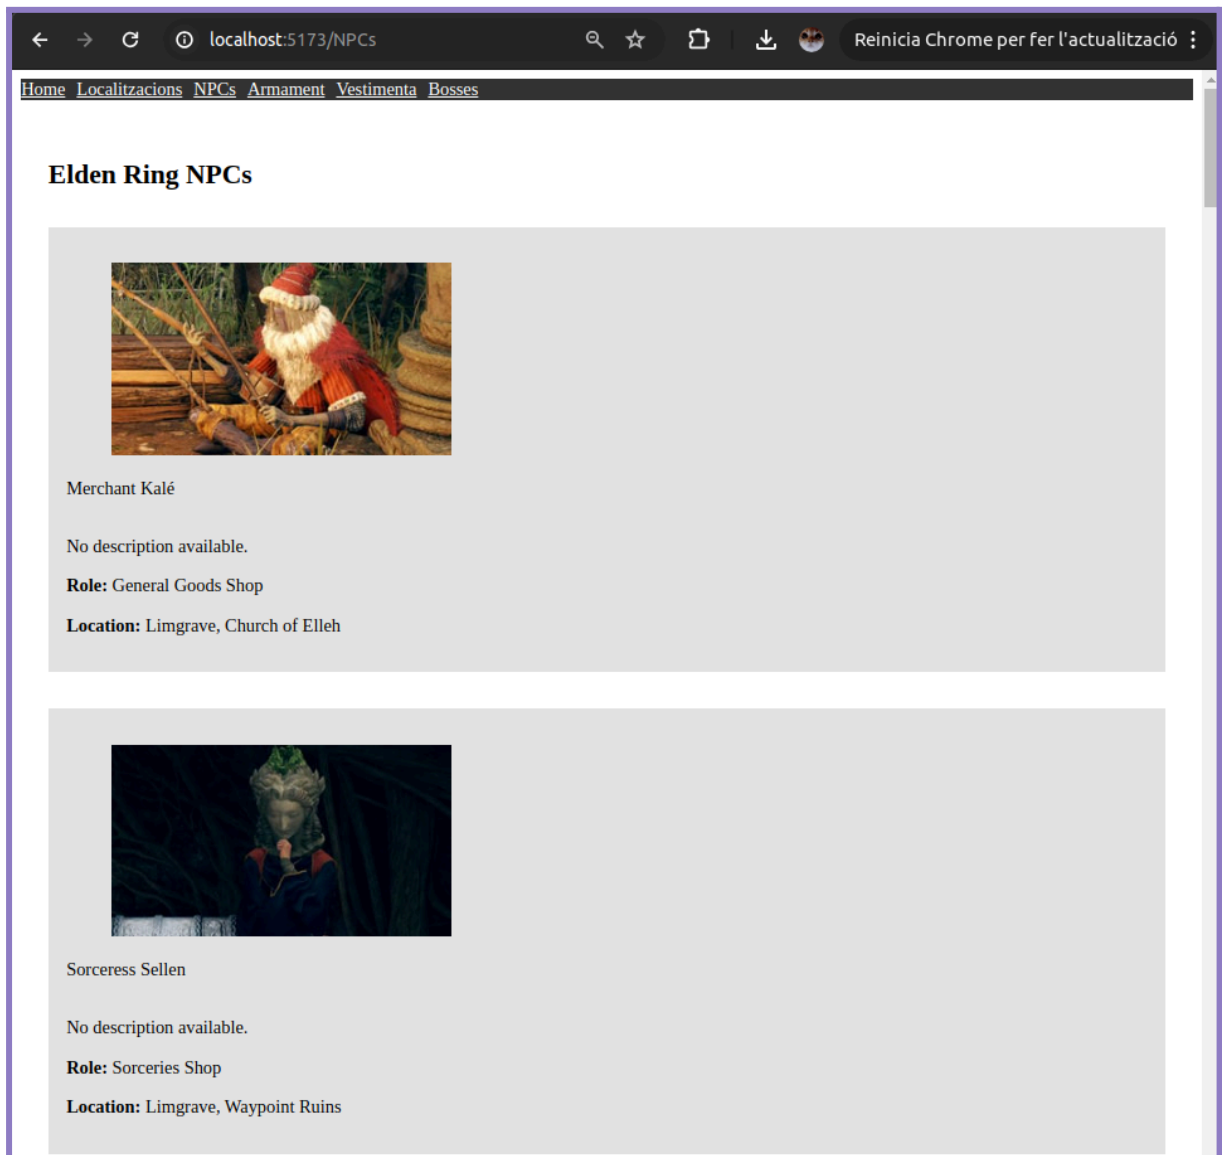 localhost:5173/NPCs
Reinicia Chrome per fer l'actualització
Home Localitzacions NPCs Armament Vestimenta Bosses
Elden Ring NPCs
Merchant Kalé
No description available.
Role: General Goods Shop
Location: Limgrave, Church of Elleh
Sorceress Sellen
No description available.
Role: Sorceries Shop
Location: Limgrave, Waypoint Ruins